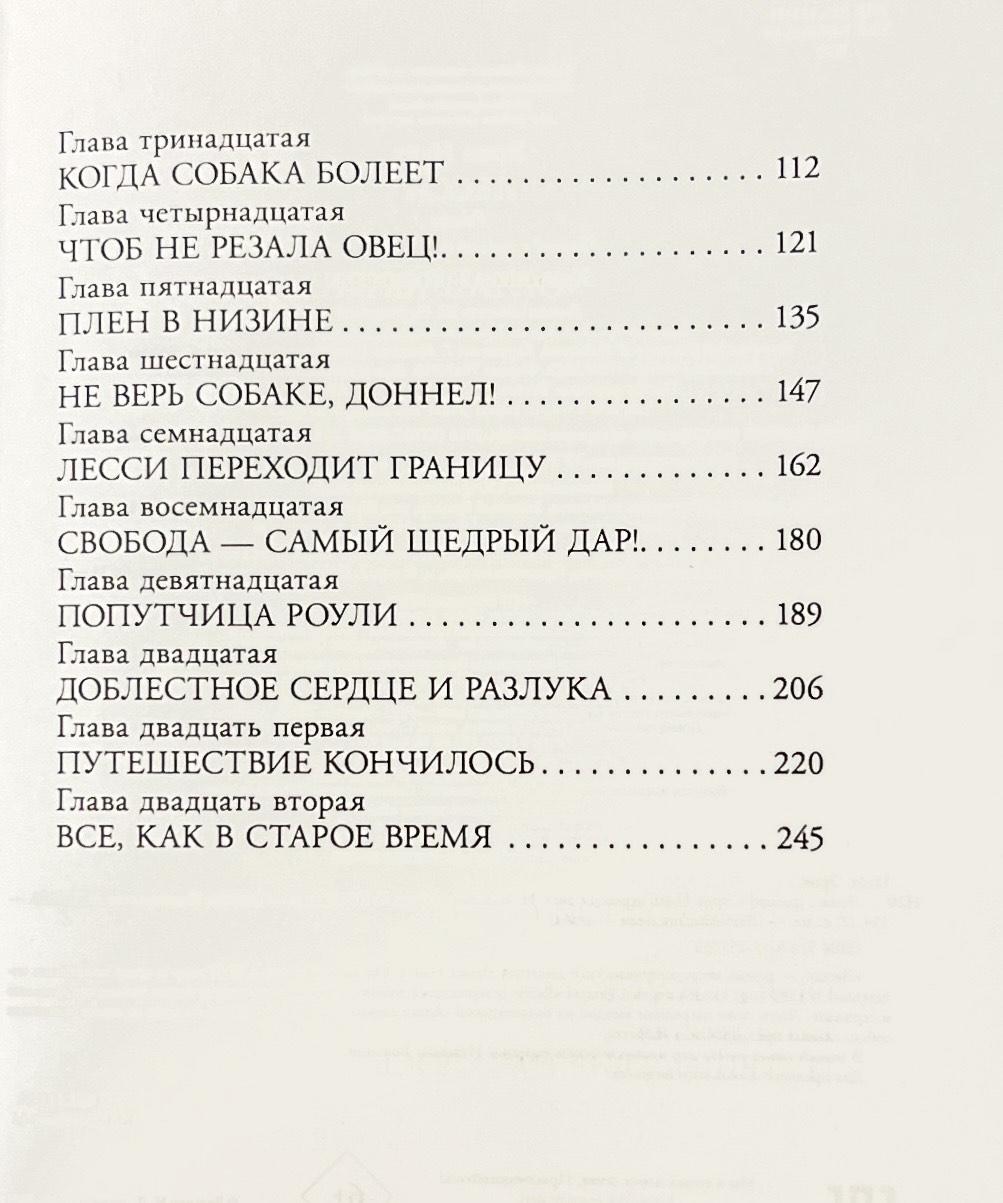 Глава тринадцатая
КОГДА СОБАКА БОЛЕЕТ . . . . . . . . . . . . . . . . . . . 112
Глава четырнадцатая
ЧТОБ НЕ РЕЗАЛА ОВЕЦ!. . . . . . . . . . . . . . . . . . . 121
Глава пятнадцатая
ПЛЕН В НИЗИНЕ . . . . . . . . . . . . . . . . . . . . . . . . . . 135
Глава шестнадцатая
НЕ ВЕРЬ СОБАКЕ, ДОННЕЛ! . . . . . . . . . . . . . . . . 147
Глава семнадцатая
ЛЕССИ ПЕРЕХОДИТ ГРАНИЦУ . . . . . . . . . . . . . 162
Глава восемнадцатая
СВОБОДА — САМЫЙ ЩЕДРЫЙ ДАР!. . . . . . . . 180
Глава девятнадцатая
ПОПУТЧИЦА РОУЛИ . . . . . . . . . . . . . . . . . . . . . . 189
Глава двадцатая
ДОБЛЕСТНОЕ СЕРДЦЕ И РАЗЛУКА . . . . . . . . . 206
Глава двадцать первая
ПУТЕШЕСТВИЕ КОНЧИЛОСЬ . . . . . . . . . . . . . . 220
Глава двадцать вторая
ВСЕ, КАК В СТАРОЕ ВРЕМЯ . . . . . . . . . . . . . . . . 245